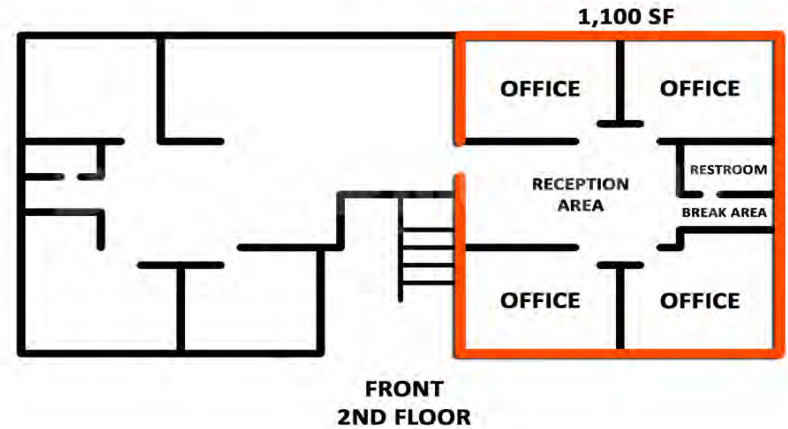 1,100 SF
OFFICE
OFFICE
RESTROOM
RECEPTION
AREA
BREAK AREA
OFFICE
OFFICE
FRONT
2ND FLOOR